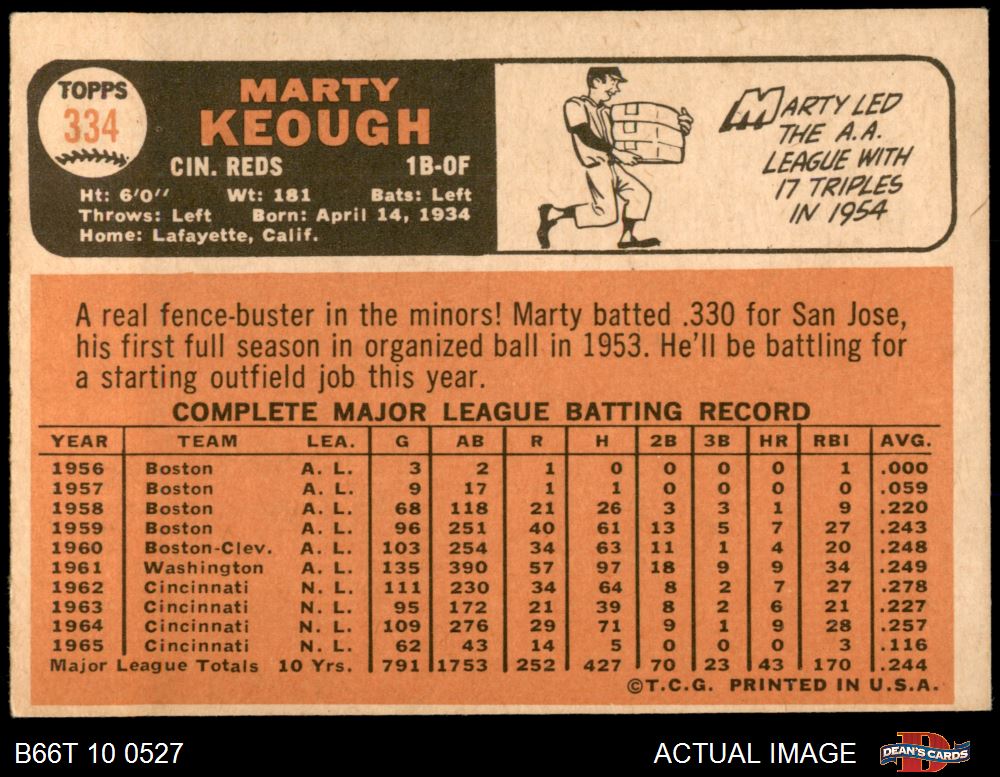 TOPPS
334
MARTY
KEOUGH
CIN. REDS 1B-OF
Ht: 6'0'' Wt: 181 Bats: Left
Throws: Left Born: April 14, 1934
Home: Lafayette, Calif.
MARTY LED
THE A.A.
LEAGUE WITH
17 TRIPLES
IN 1954
A real fence-buster in the minors! Marty batted .330 for San Jose,
his first full season in organized ball in 1953. He'll be battling for
a starting outfield job this year.
COMPLETE MAJOR LEAGUE BATTING RECORD
YEAR TEAM LEA. G AB R H 2B 3B HR RBI AVG.
1956 Boston A. L. 3 2 1 0 0 0 0 1 .000
1957 Boston A. L. 9 17 1 1 0 0 0 0 .059
1958 Boston A. L. 68 118 21 26 3 3 1 9 .220
1959 Boston A. L. 96 251 40 61 13 5 7 27 .243
1960 Boston-Clev. A. L. 103 254 34 63 11 1 4 20 .248
1961 Washington A. L. 135 390 57 97 18 9 9 34 .249
1962 Cincinnati N. L. 111 230 34 64 8 2 7 27 .278
1963 Cincinnati N. L. 95 172 21 39 8 2 6 21 .227
1964 Cincinnati N. L. 109 276 29 71 9 1 9 28 .257
1965 Cincinnati N. L. 62 43 14 5 0 0 0 3 .116
Major League Totals 10 Yrs. 791 1753 252 427 70 23 43 170 .244
©T.C.G. PRINTED IN U.S.A.
B66T 10 0527 ACTUAL IMAGE
DEAN'S CARDS